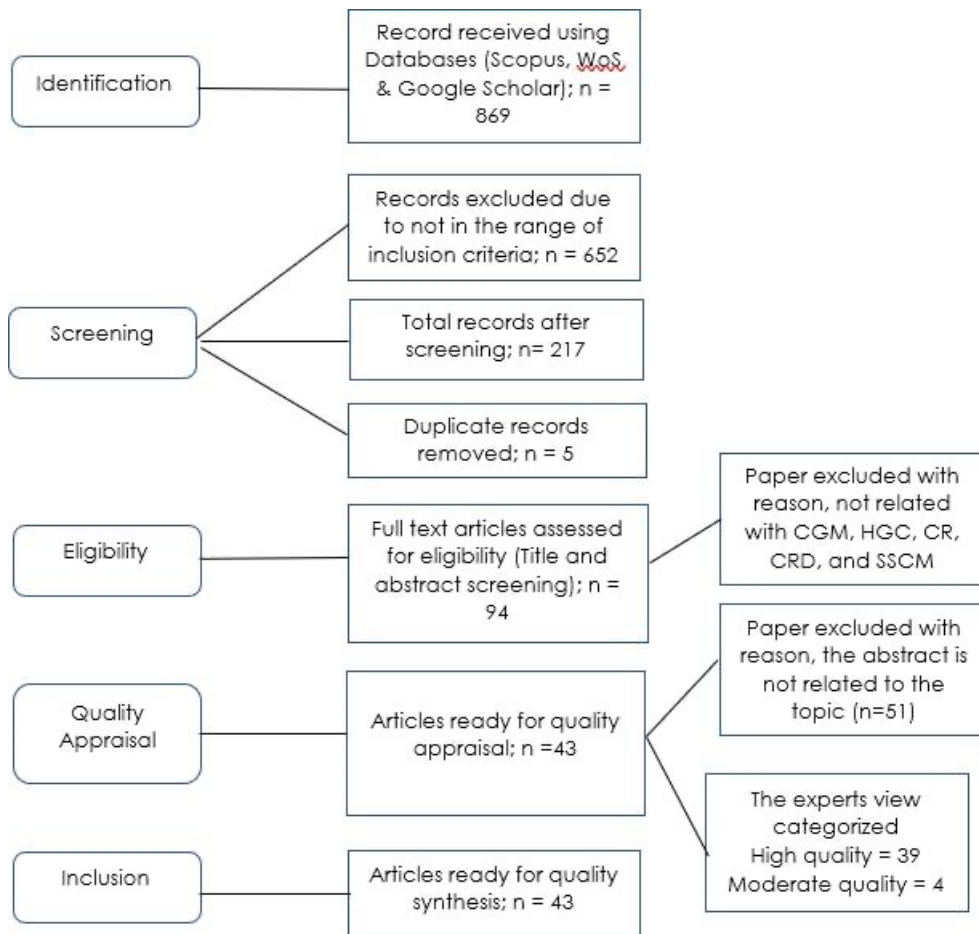 Identification
Record received using
Databases (Scopus, WoS,
& Google Scholar); n =
869
Screening
Records excluded due
to not in the range of
inclusion criteria; n = 652
Total records after
screening; n= 217
Duplicate records
removed; n = 5
Eligibility
Full text articles assessed
for eligibility (Title and
abstract screening); n =
94
Paper excluded with
reason, not related
with CGM, HGC, CR,
CRD, and SSCM
Quality
Appraisal
Articles ready for quality
appraisal; n =43
Paper excluded with
reason, the abstract is
not related to the
topic (n=51)
The experts view
categorized
High quality = 39
Moderate quality = 4
Inclusion
Articles ready for quality
synthesis; n = 43